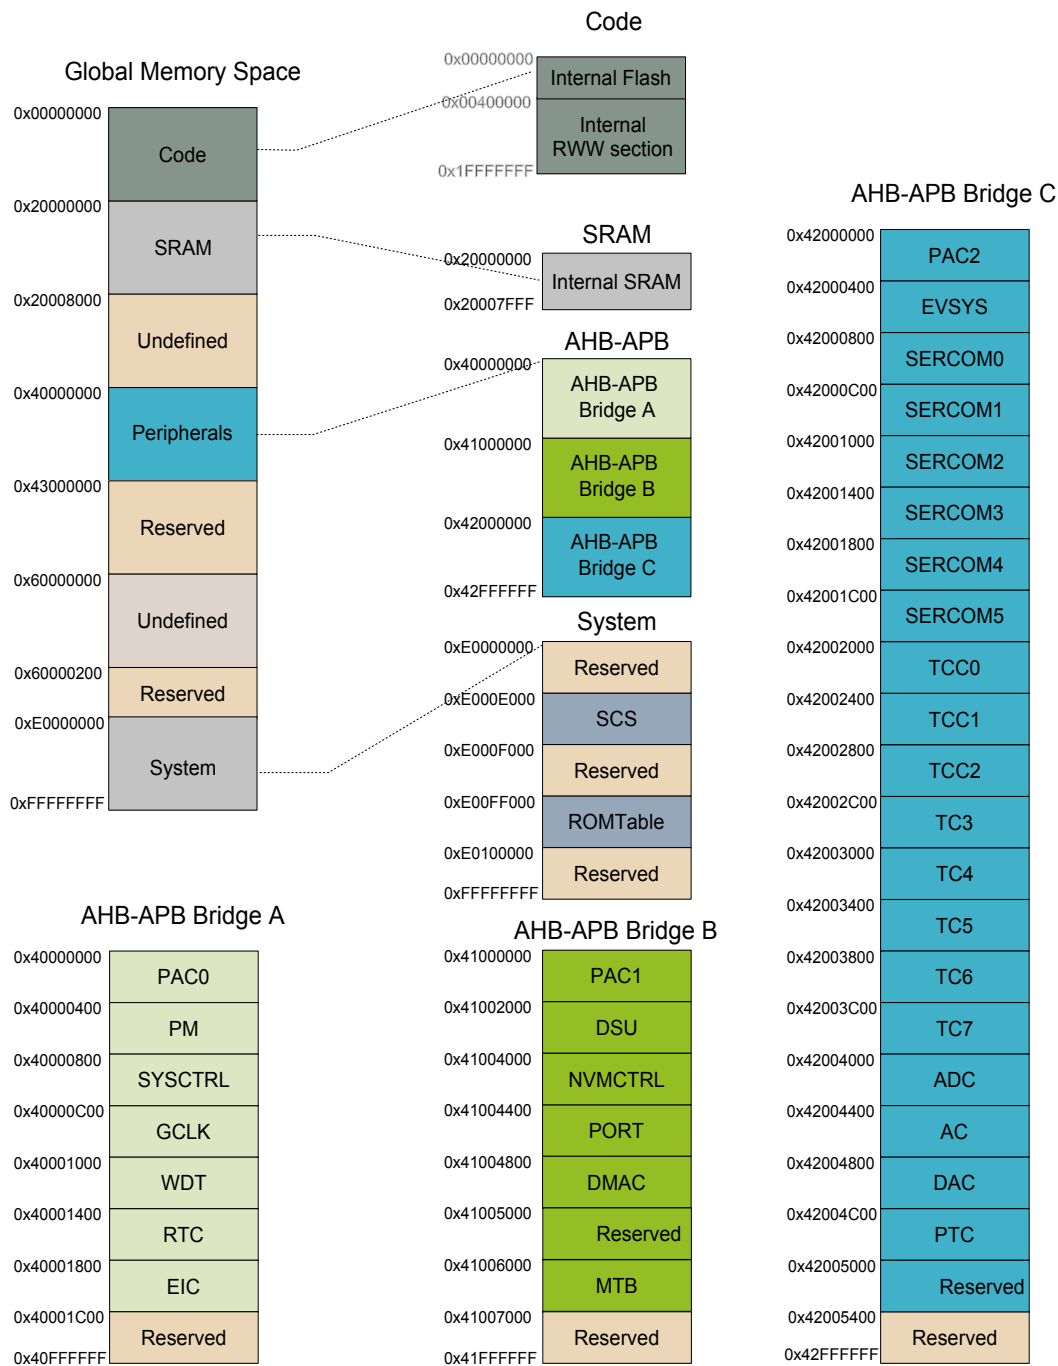 Global Memory Space
0x00000000
Code
0x20000000
SRAM
0x20008000
Undefined
0x40000000
Peripherals
0x43000000
Reserved
0x60000000
Undefined
0x60000200
Reserved
0xE0000000
System
0xFFFFFFFF
Code
0x00000000
Internal Flash
0x00400000
Internal
RWW section
0x1FFFFFFF
SRAM
0x20000000
Internal SRAM
0x20007FFF
AHB-APB
0x40000000
AHB-APB
Bridge A
0x41000000
AHB-APB
Bridge B
0x42000000
AHB-APB
Bridge C
0x42FFFFFF
System
0xE0000000
Reserved
0xE000E000
SCS
0xE000F000
Reserved
0xE00FF000
ROMTable
0xE0100000
Reserved
0xFFFFFFFF
AHB-APB Bridge A
0x40000000
PAC0
0x40000400
PM
0x40000800
SYSCTRL
0x40000C00
GCLK
0x40001000
WDT
0x40001400
RTC
0x40001800
EIC
0x40001C00
Reserved
0x40FFFFFF
AHB-APB Bridge B
0x41000000
PAC1
0x41002000
DSU
0x41004000
NVMCTRL
0x41004400
PORT
0x41004800
DMAC
0x41005000
Reserved
0x41006000
MTB
0x41007000
Reserved
0x41FFFFFF
AHB-APB Bridge C
0x42000000
PAC2
0x42000400
EVSYS
0x42000800
SERCOM0
0x42000C00
SERCOM1
0x42001000
SERCOM2
0x42001400
SERCOM3
0x42001800
SERCOM4
0x42001C00
SERCOM5
0x42002000
TCC0
0x42002400
TCC1
0x42002800
TCC2
0x42002C00
TC3
0x42003000
TC4
0x42003400
TC5
0x42003800
TC6
0x42003C00
TC7
0x42004000
ADC
0x42004400
AC
0x42004800
DAC
0x42004C00
PTC
0x42005000
Reserved
0x42005400
Reserved
0x42FFFFFF